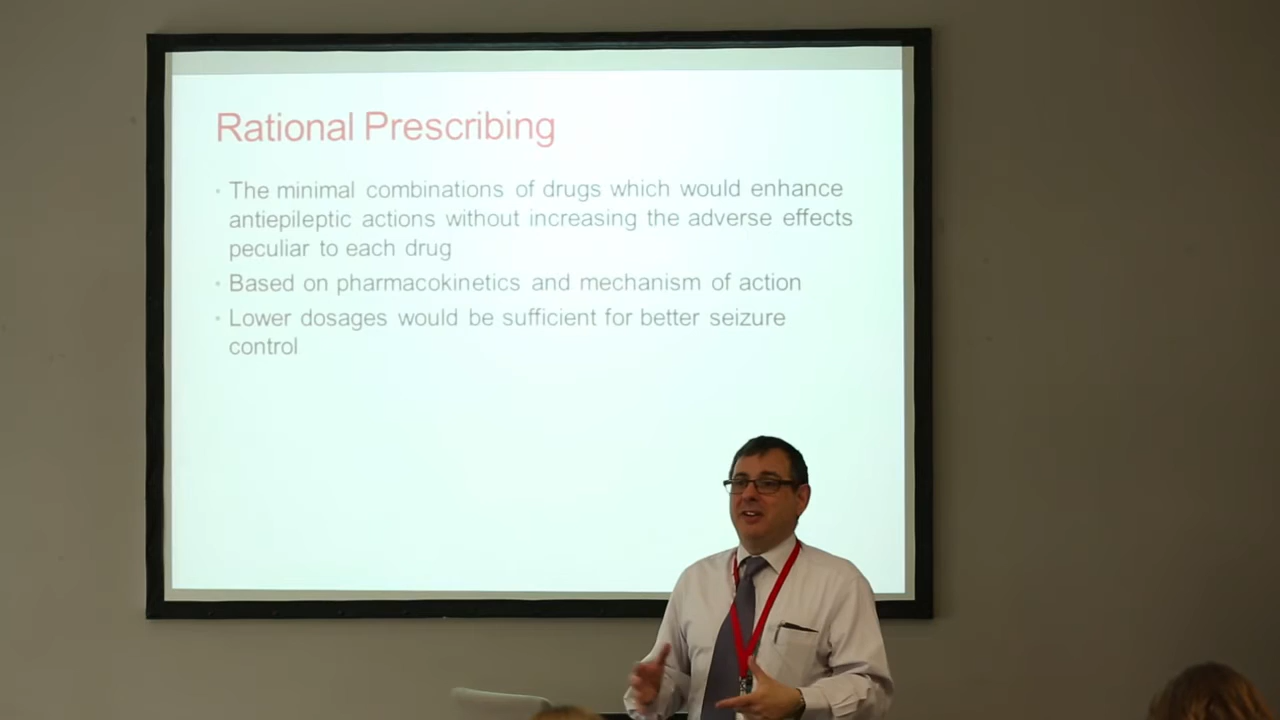 Rational Prescribing
• The minimal combinations of drugs which would enhance
antiepileptic actions without increasing the adverse effects
peculiar to each drug
• Based on pharmacokinetics and mechanism of action
• Lower dosages would be sufficient for better seizure
control